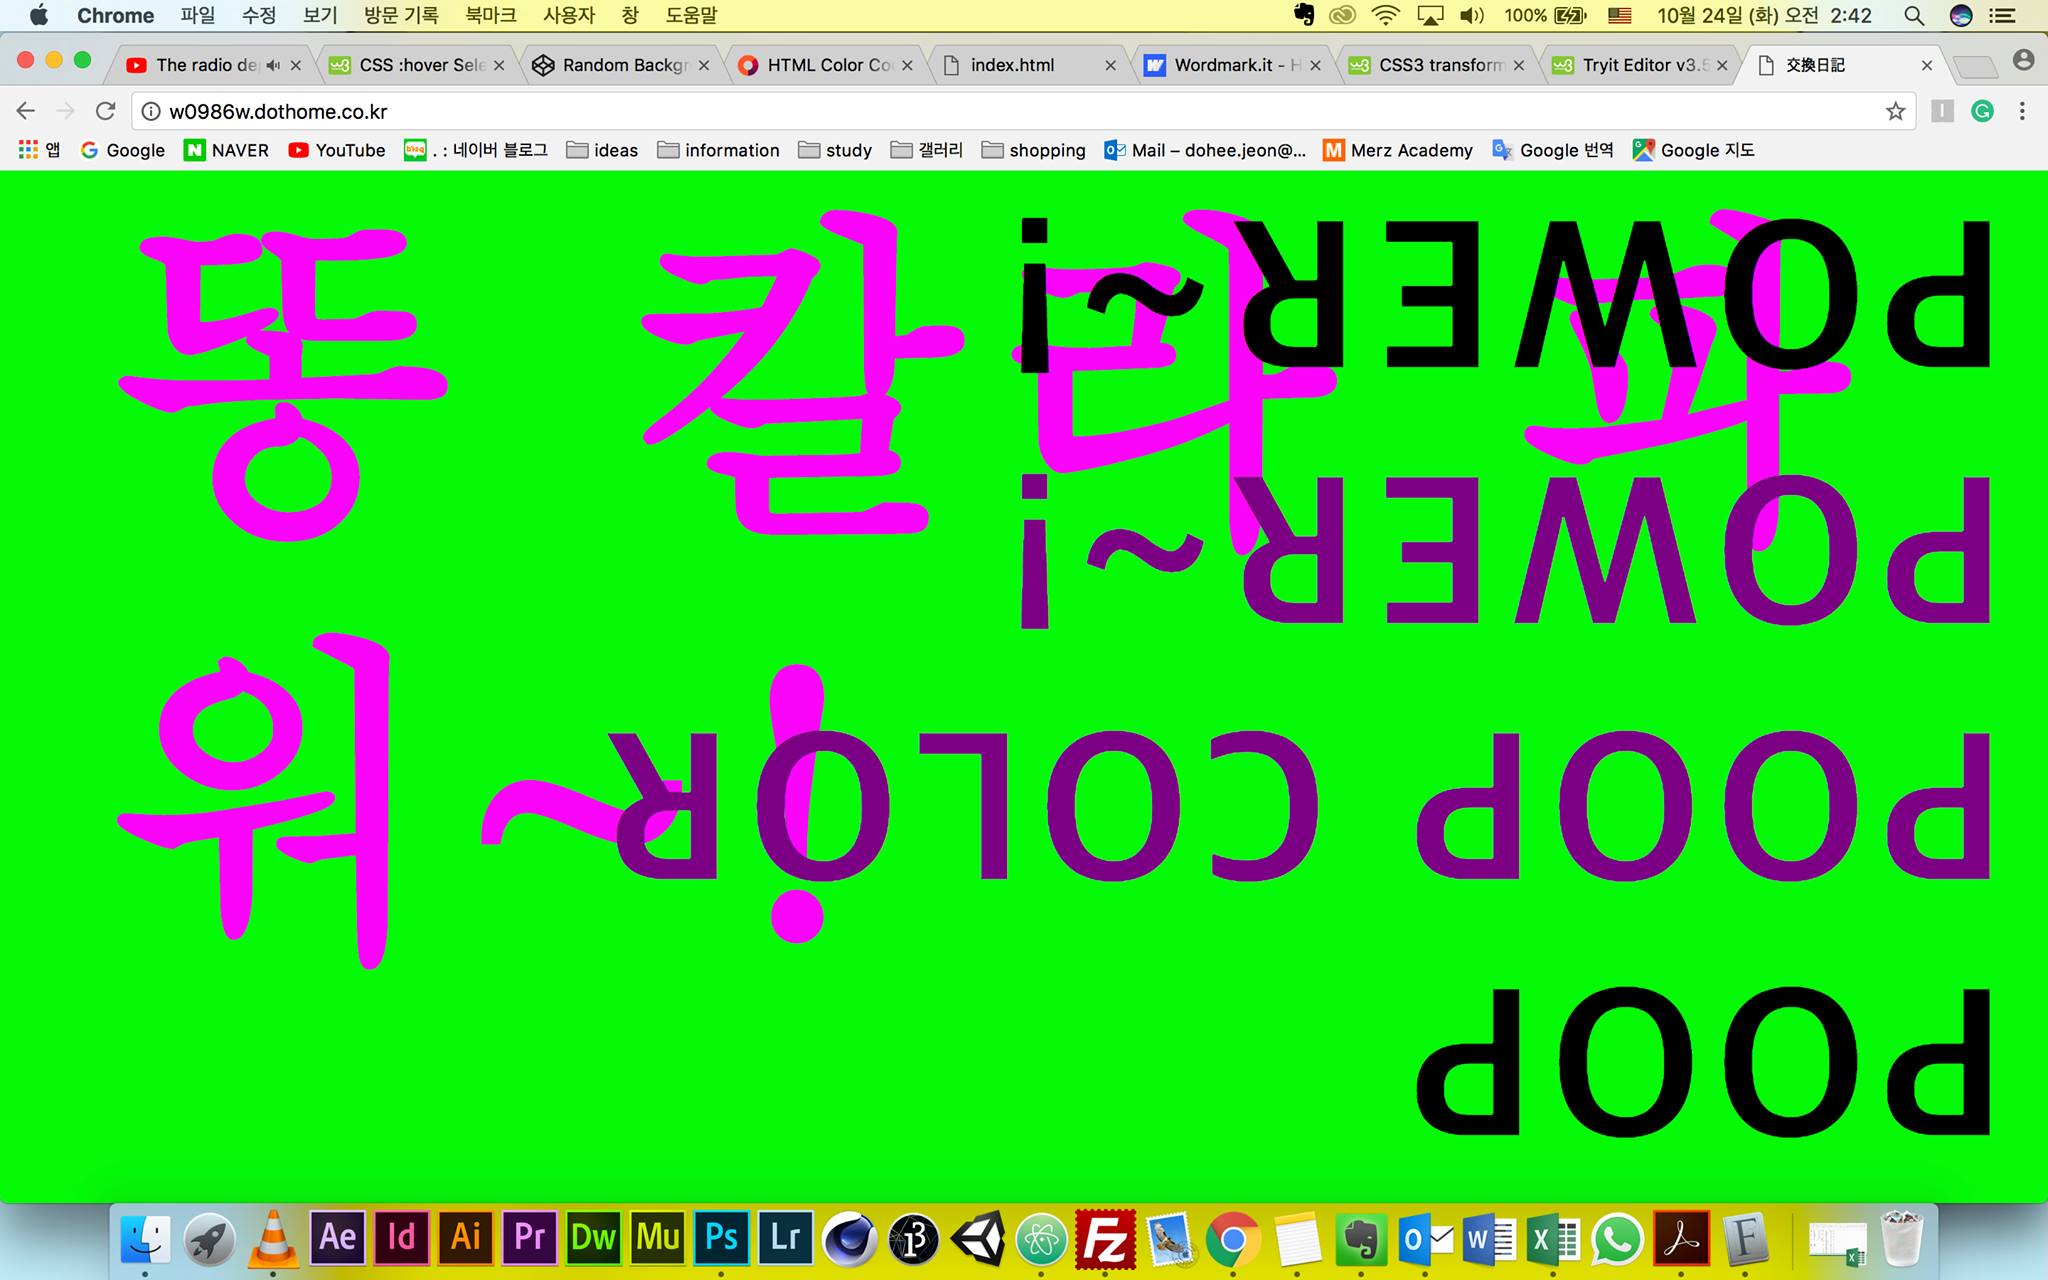 Chrome 파일 수정 보기 방문 기록 북마크 사용자 창 도움말 100% 10월 24일 (화) 오전 2:42
The radio de CSS :hover Sele Random Backgr HTML Color Co index.html Wordmark.it - H CSS3 transform Tryit Editor v3.5 交換日記
w0986w.dothome.co.kr
앱 Google NAVER YouTube blog . : 네이버 블로그 ideas information study 갤러리 shopping Mail – dohee.jeon@... Merz Academy Google 번역 Google 지도
똥 칼라 파
워~!
POWER~!
POWER~!
POOP COLOR
POOP
Ae Id Ai Pr Dw Mu Ps Lr